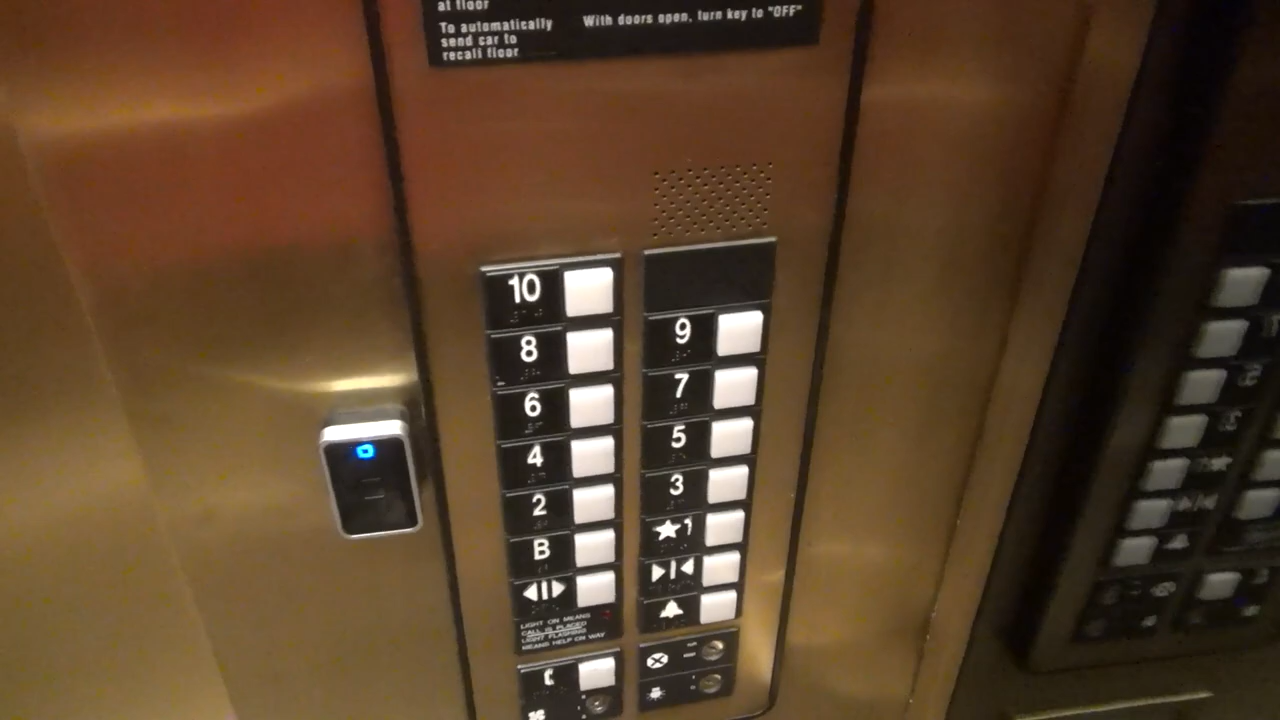 at floor
To automatically
send car to
recall floor
With doors open, turn key to "OFF"
10
8
9
6
7
4
5
2
3
B
★1
LIGHT ON MEANS
CALL IS PLACED
LIGHT FLASHING
MEANS HELP ON WAY